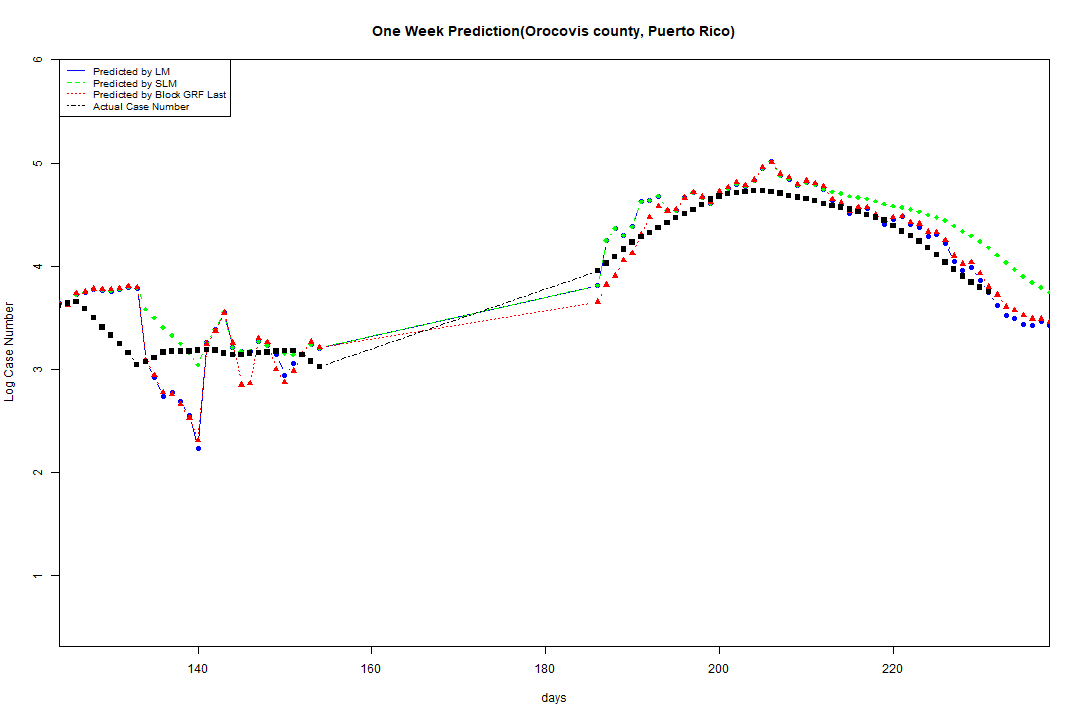 One Week Prediction(Orocovis county, Puerto Rico)
Predicted by LM
Predicted by SLM
Predicted by Block GRF Last
Actual Case Number
Log Case Number
6
5
4
3
2
1
140 160 180 200 220
days